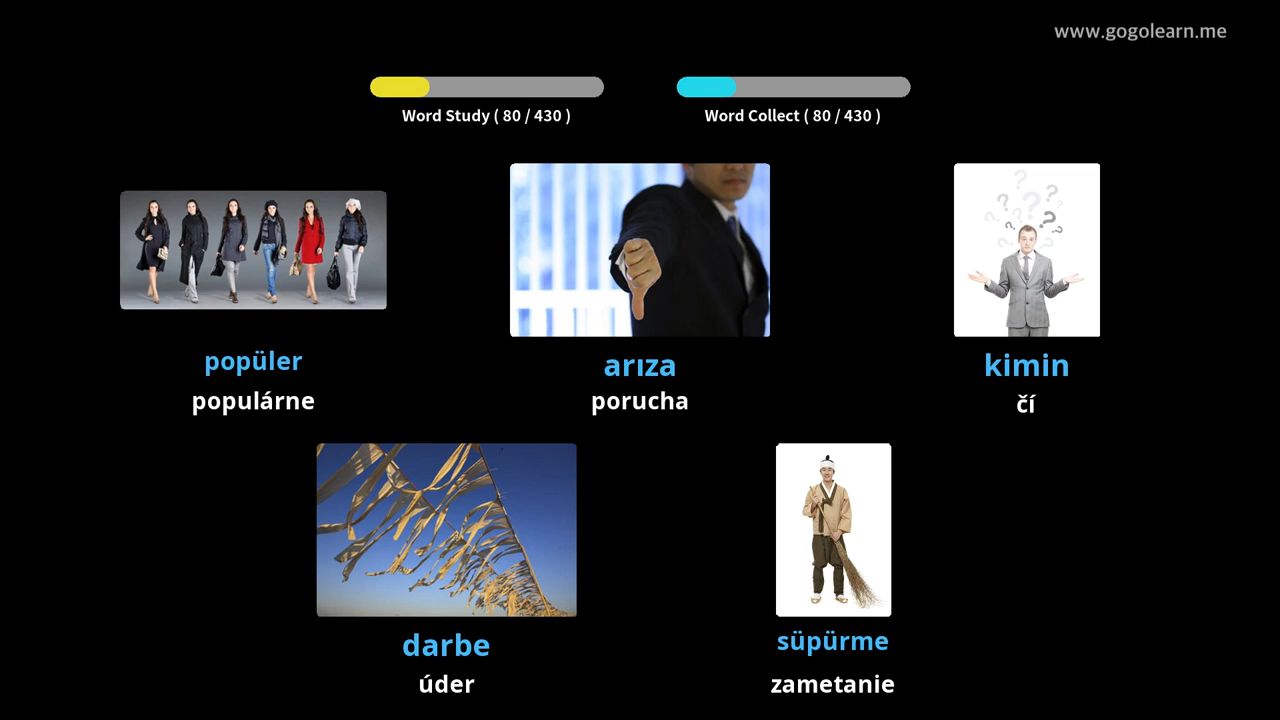 www.gogolearn.me
Word Study ( 80 / 430 )
Word Collect ( 80 / 430 )
popüler
populárne
arıza
porucha
kimin
čí
darbe
úder
süpürme
zametanie